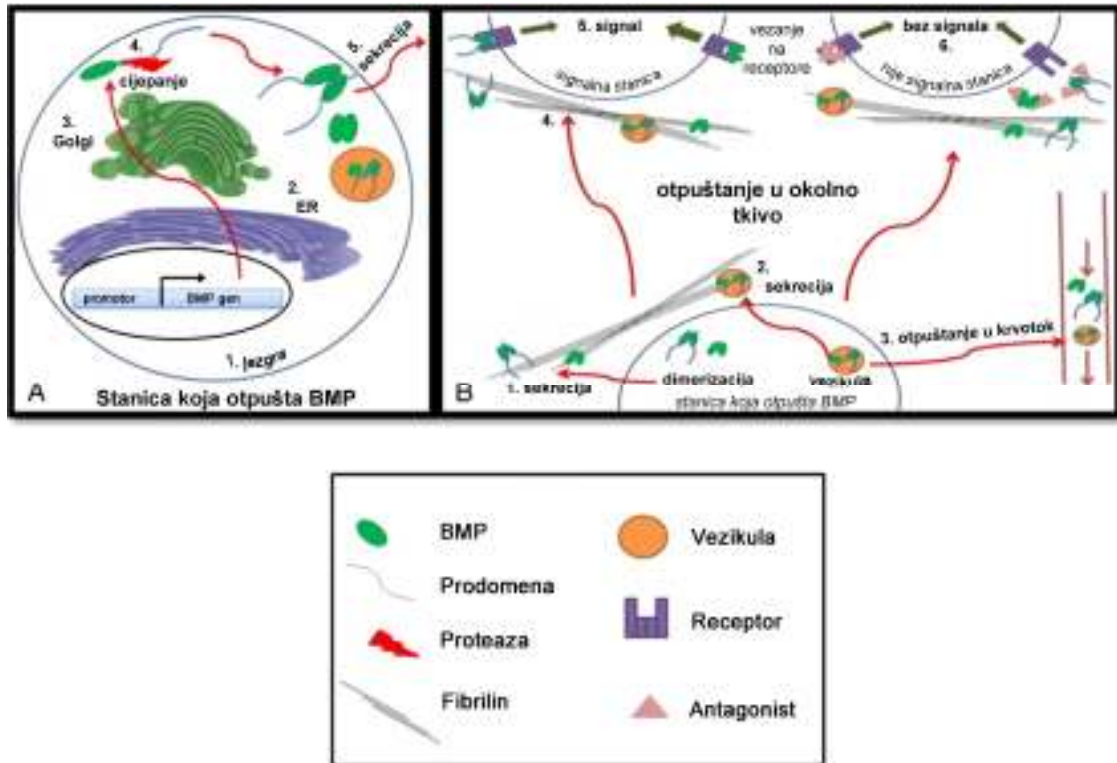 4.
cijepanje
5.
sekrecija
3.
Golgi
2.
ER
promotor
BMP gen
1. jezgra
A
Stanica koja otpušta BMP
5. signal
signalna stanica
vezanje
na
receptore
bez signala
6.
nije signalna stanica
4.
otpuštanje u okolno
tkivo
2.
sekrecija
3. otpuštanje u krvotok
1. sekrecija
dimerizacija
vezikula
stanica koja otpušta BMP
B
BMP
Prodomena
Proteaza
Fibrilin
Vezikula
Receptor
Antagonist